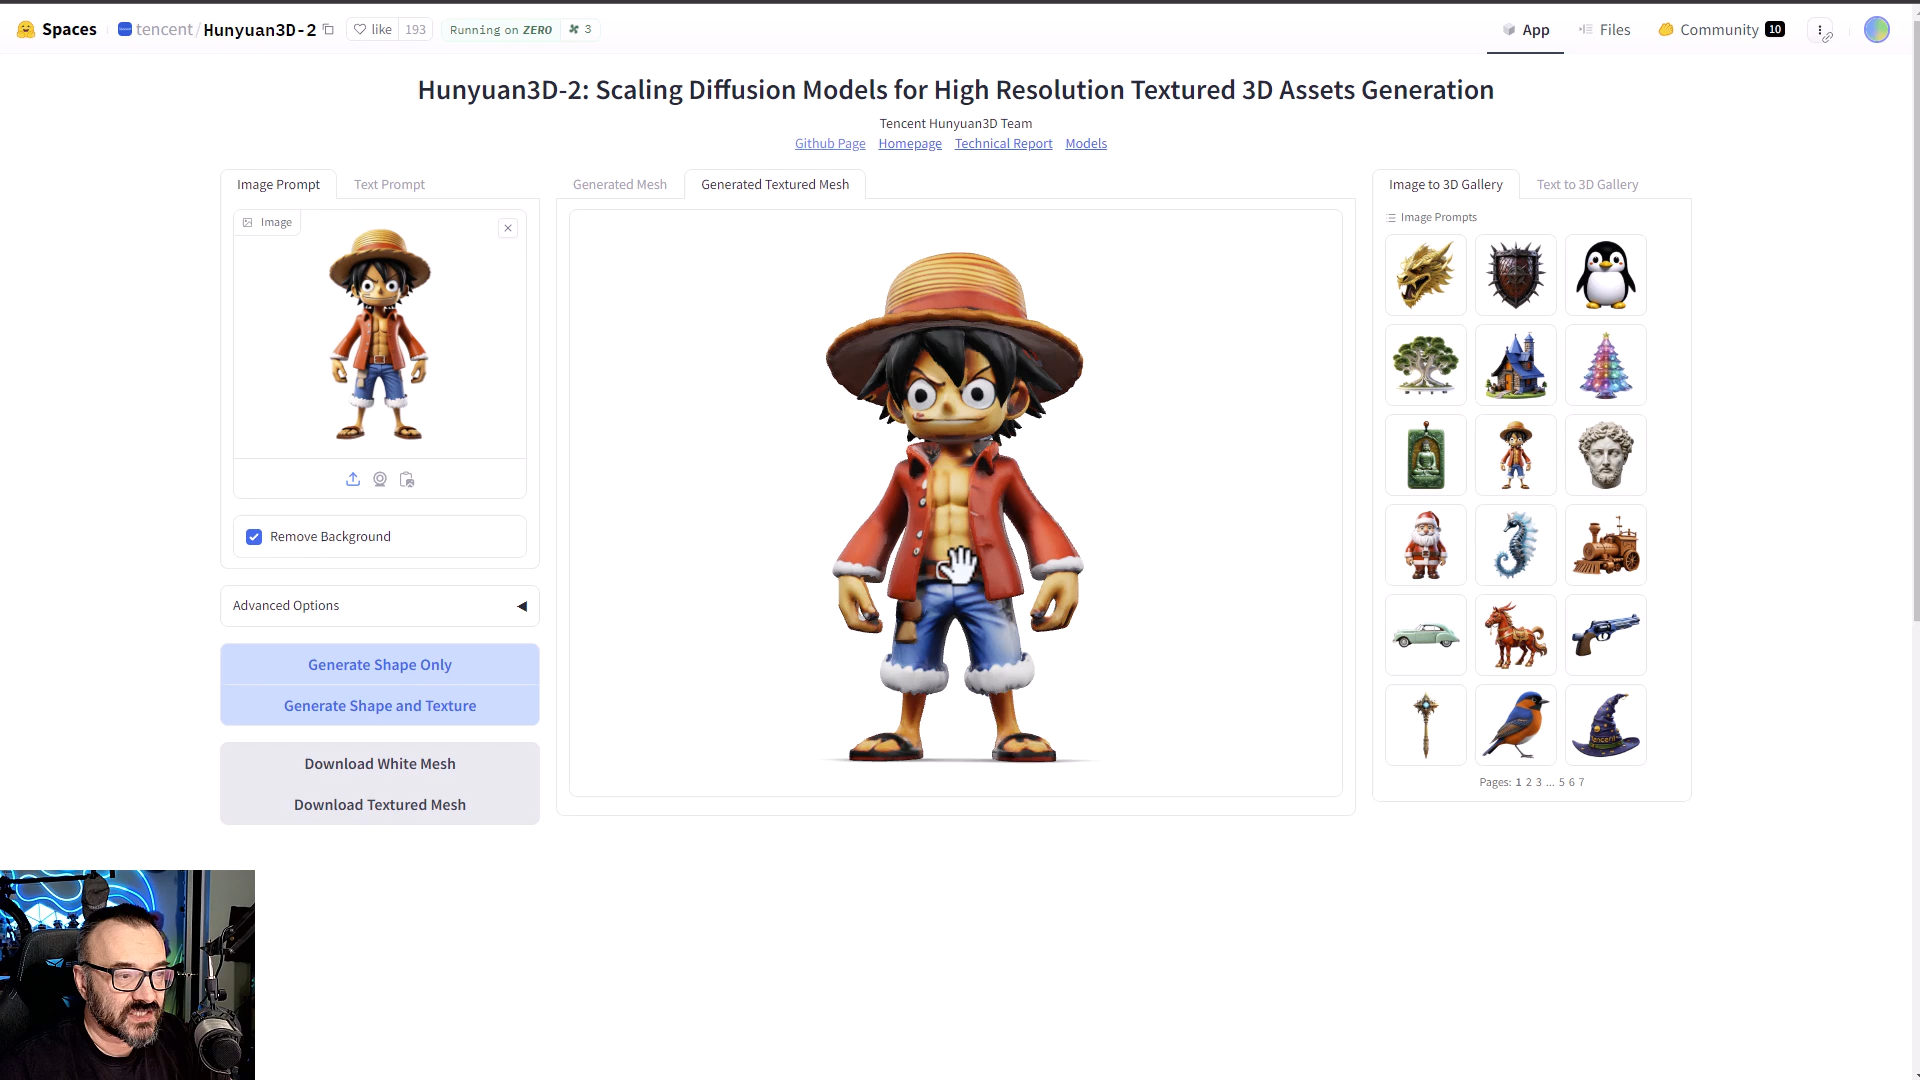 Spaces
tencent/Hunyuan3D-2
like 193
Running on ZERO 3
App
Files
Community 10
Hunyuan3D-2: Scaling Diffusion Models for High Resolution Textured 3D Assets Generation
Tencent Hunyuan3D Team
Github Page Homepage Technical Report Models
Image Prompt Text Prompt
Image
Remove Background
Advanced Options
Generate Shape Only
Generate Shape and Texture
Download White Mesh
Download Textured Mesh
Generated Mesh Generated Textured Mesh
Image to 3D Gallery Text to 3D Gallery
Image Prompts
Pages: 1 2 3 ... 5 6 7